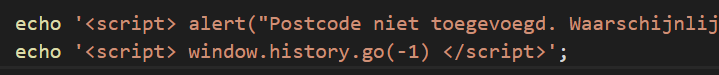 echo '<script> alert("Postcode niet toegevoegd. Waarschijnlij
echo '<script> window.history.go(-1) </script>';